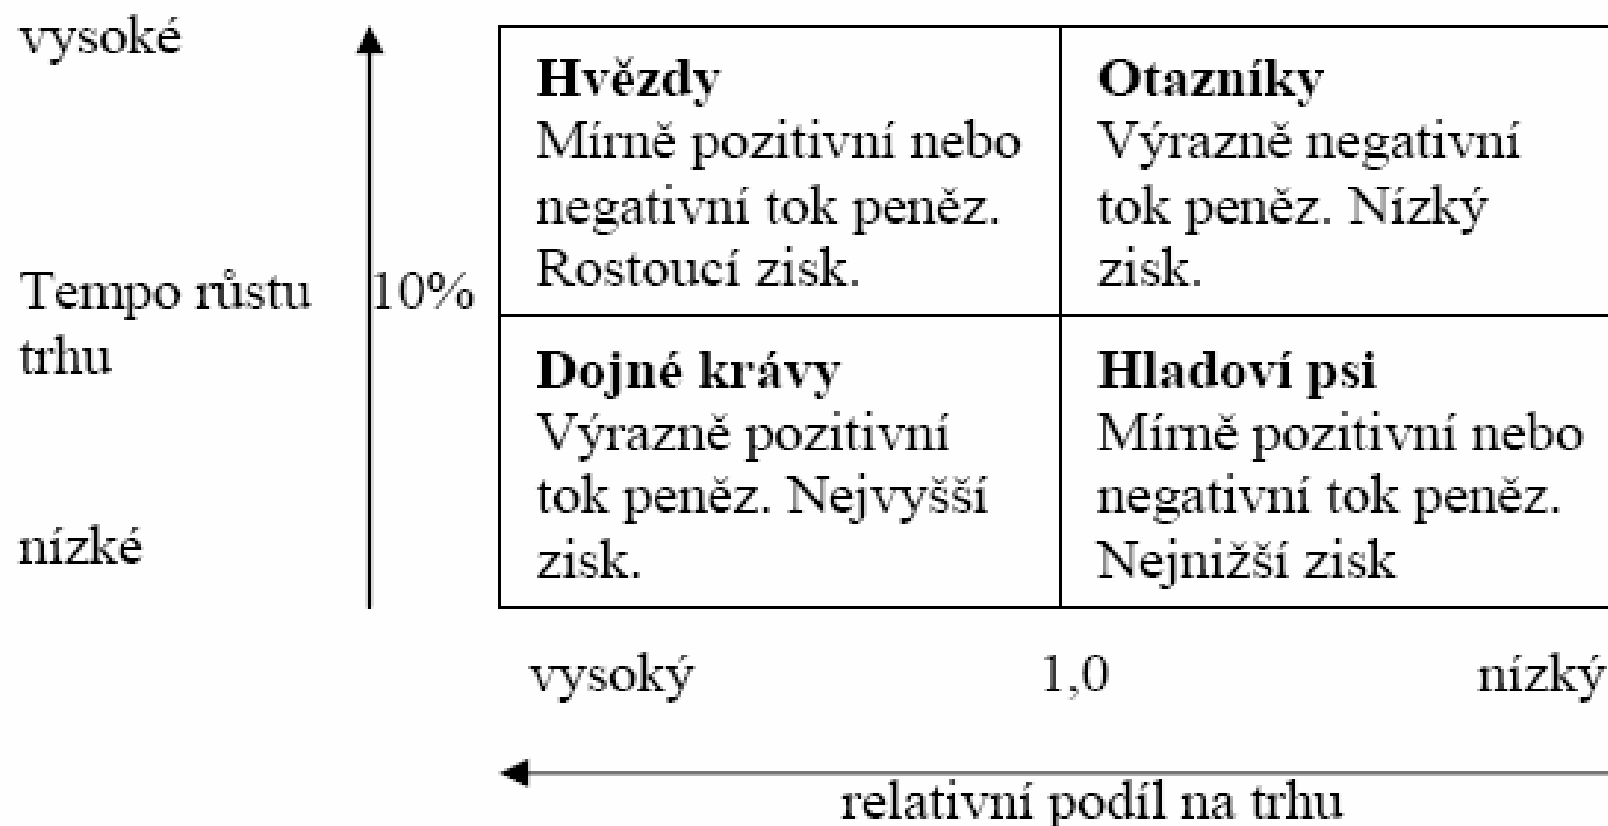 vysoké
Hvězdy
Mírně pozitivní nebo
negativní tok peněz.
Rostoucí zisk.
Otazníky
Výrazně negativní
tok peněz. Nízký
zisk.
Tempo růstu
trhu
10%
Dojné krávy
Výrazně pozitivní
tok peněz. Nejvyšší
zisk.
Hladoví psi
Mírně pozitivní nebo
negativní tok peněz.
Nejnižší zisk
nízké
vysoký 1,0 nízký
relativní podíl na trhu